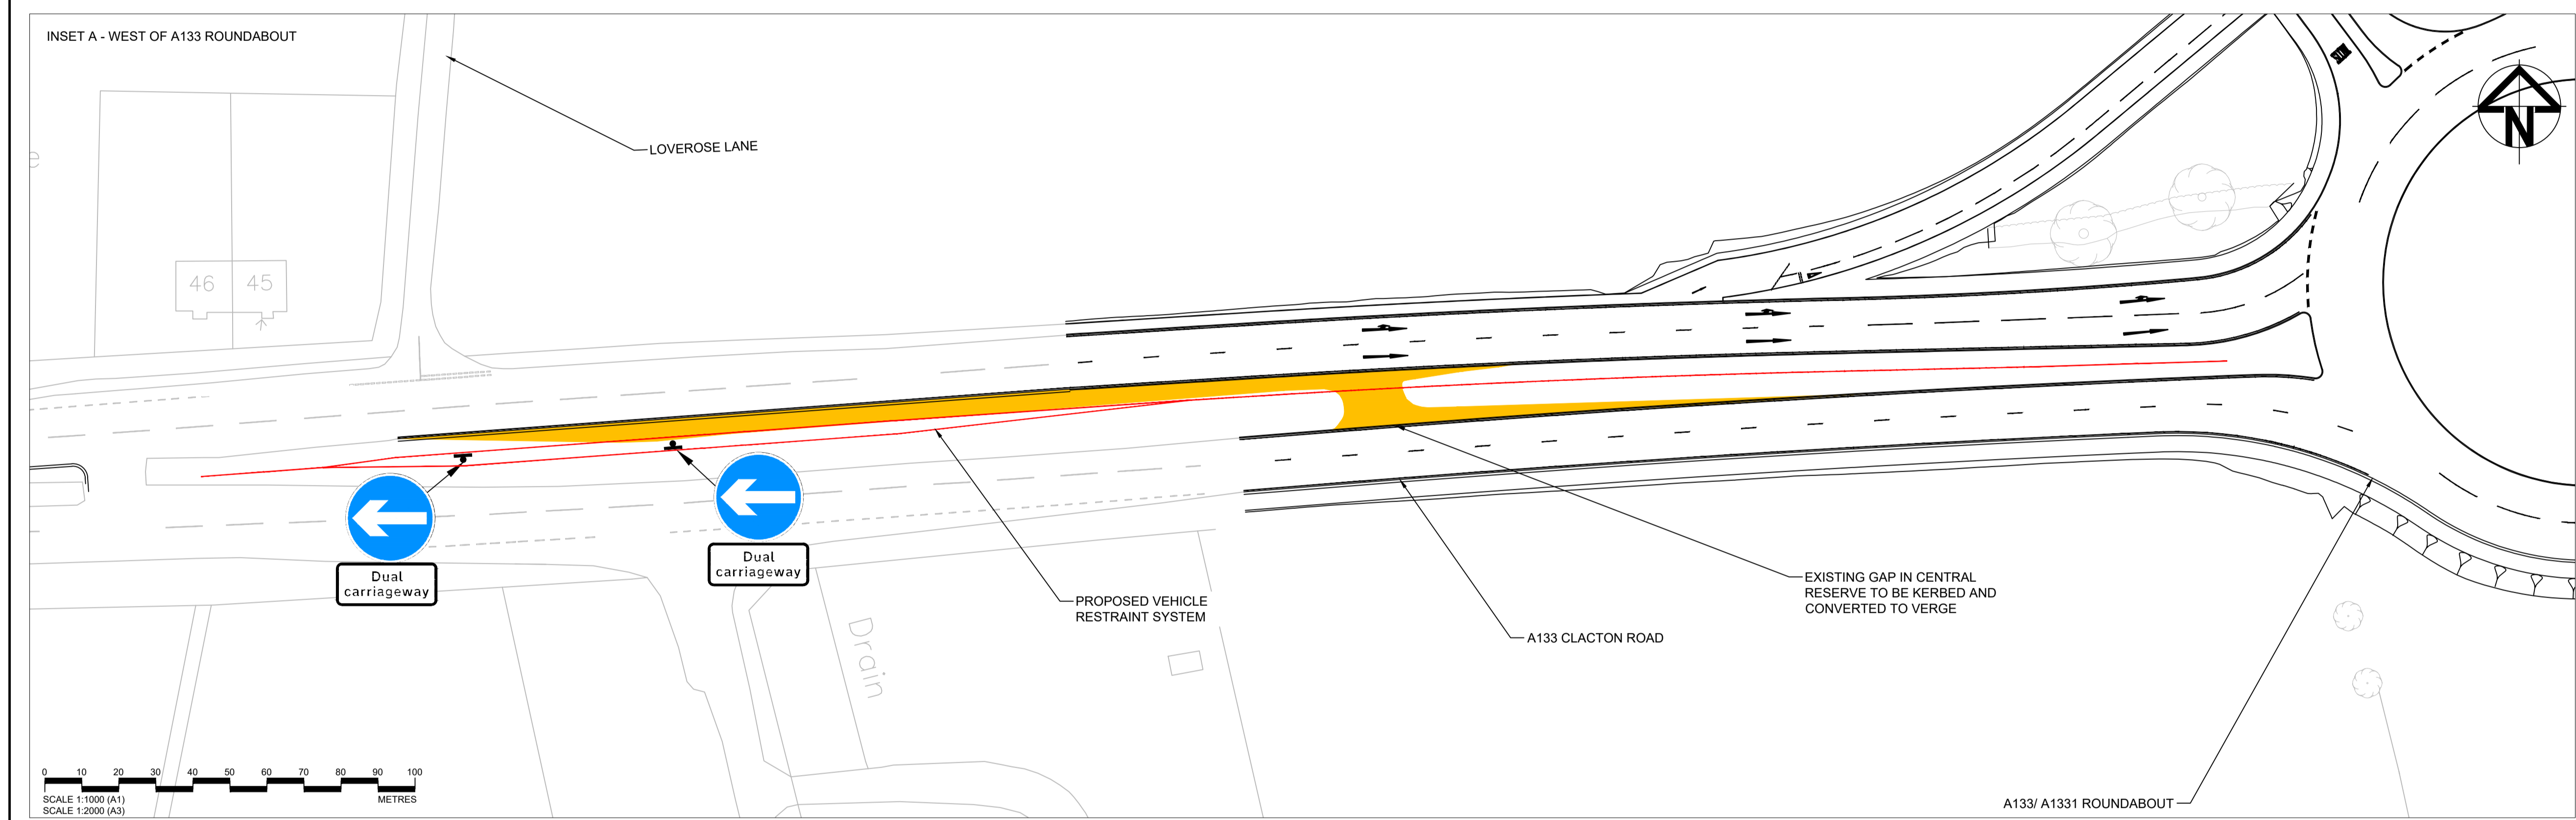 INSET A - WEST OF A133 ROUNDABOUT
N
LOVEROSE LANE
e
46 45
Dual
carriageway
Dual
carriageway
PROPOSED VEHICLE
RESTRAINT SYSTEM
EXISTING GAP IN CENTRAL
RESERVE TO BE KERBED AND
CONVERTED TO VERGE
A133 CLACTON ROAD
Drain
0 10 20 30 40 50 60 70 80 90 100
SCALE 1:1000 (A1) METRES
SCALE 1:2000 (A3)
A133/ A1331 ROUNDABOUT